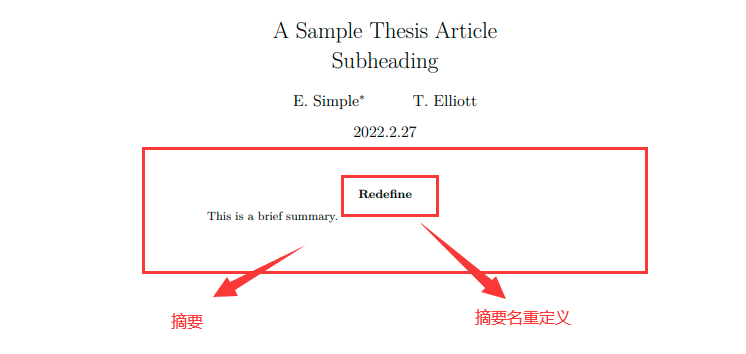 A Sample Thesis Article
Subheading
E. Simple* T. Elliott
2022.2.27
Redefine
This is a brief summary.
摘要
摘要名重定义